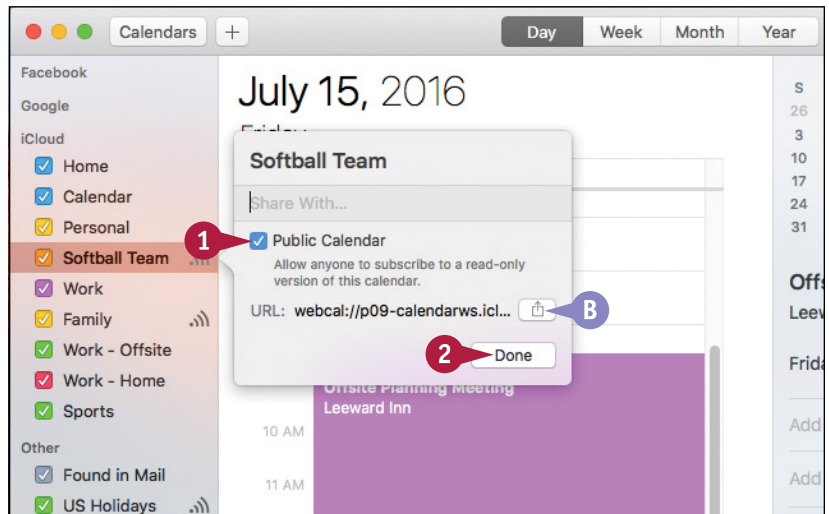 Calendars
+
Day
Week
Month
Year
Facebook
Google
iCloud
Home
Calendar
Personal
Softball Team
Work
Family
Work - Offsite
Work - Home
Sports
Other
Found in Mail
US Holidays
July 15, 2016
Softball Team
Share With...
1
Public Calendar
Allow anyone to subscribe to a read-only
version of this calendar.
URL: webcal://p09-calendarws.icl...
B
2
Done
Offsite Planning Meeting
Leeward Inn
10 AM
11 AM
S
26
3
10
17
24
31
Offs
Leew
Frida
Add
Add